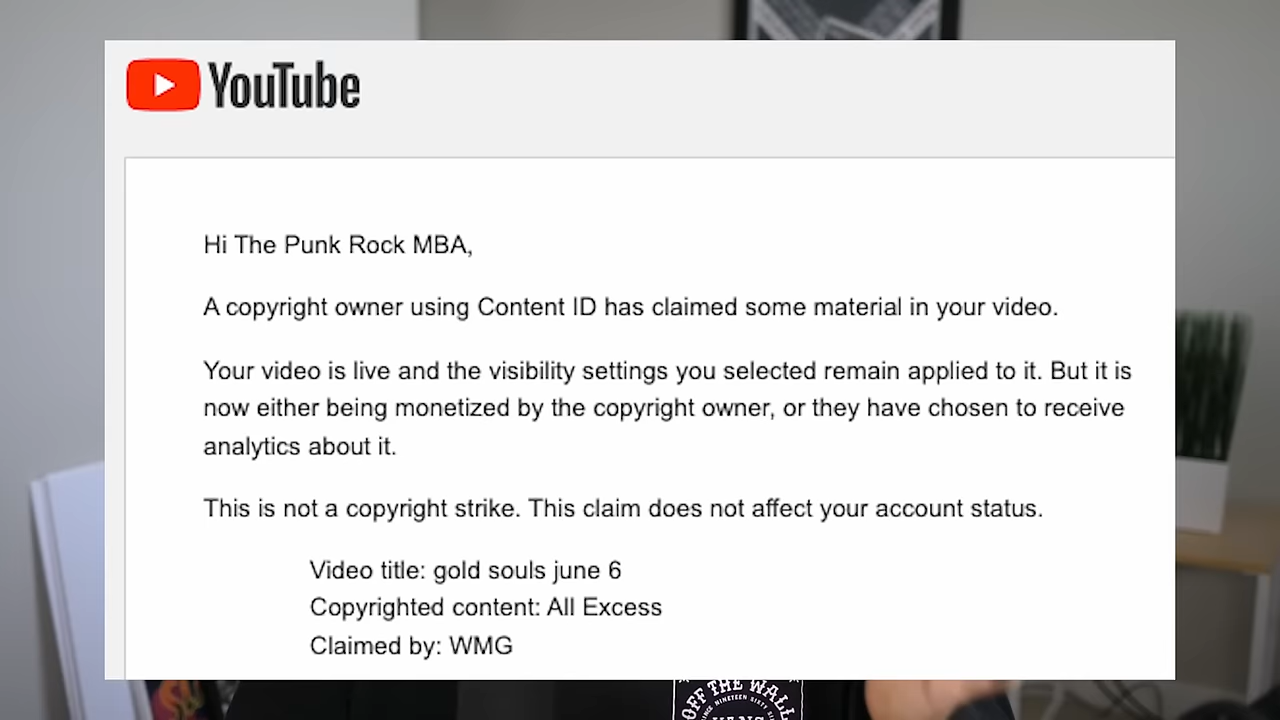 YouTube
Hi The Punk Rock MBA,
A copyright owner using Content ID has claimed some material in your video.
Your video is live and the visibility settings you selected remain applied to it. But it is
now either being monetized by the copyright owner, or they have chosen to receive
analytics about it.
This is not a copyright strike. This claim does not affect your account status.
Video title: gold souls june 6
Copyrighted content: All Excess
Claimed by: WMG
OFF THE WALL